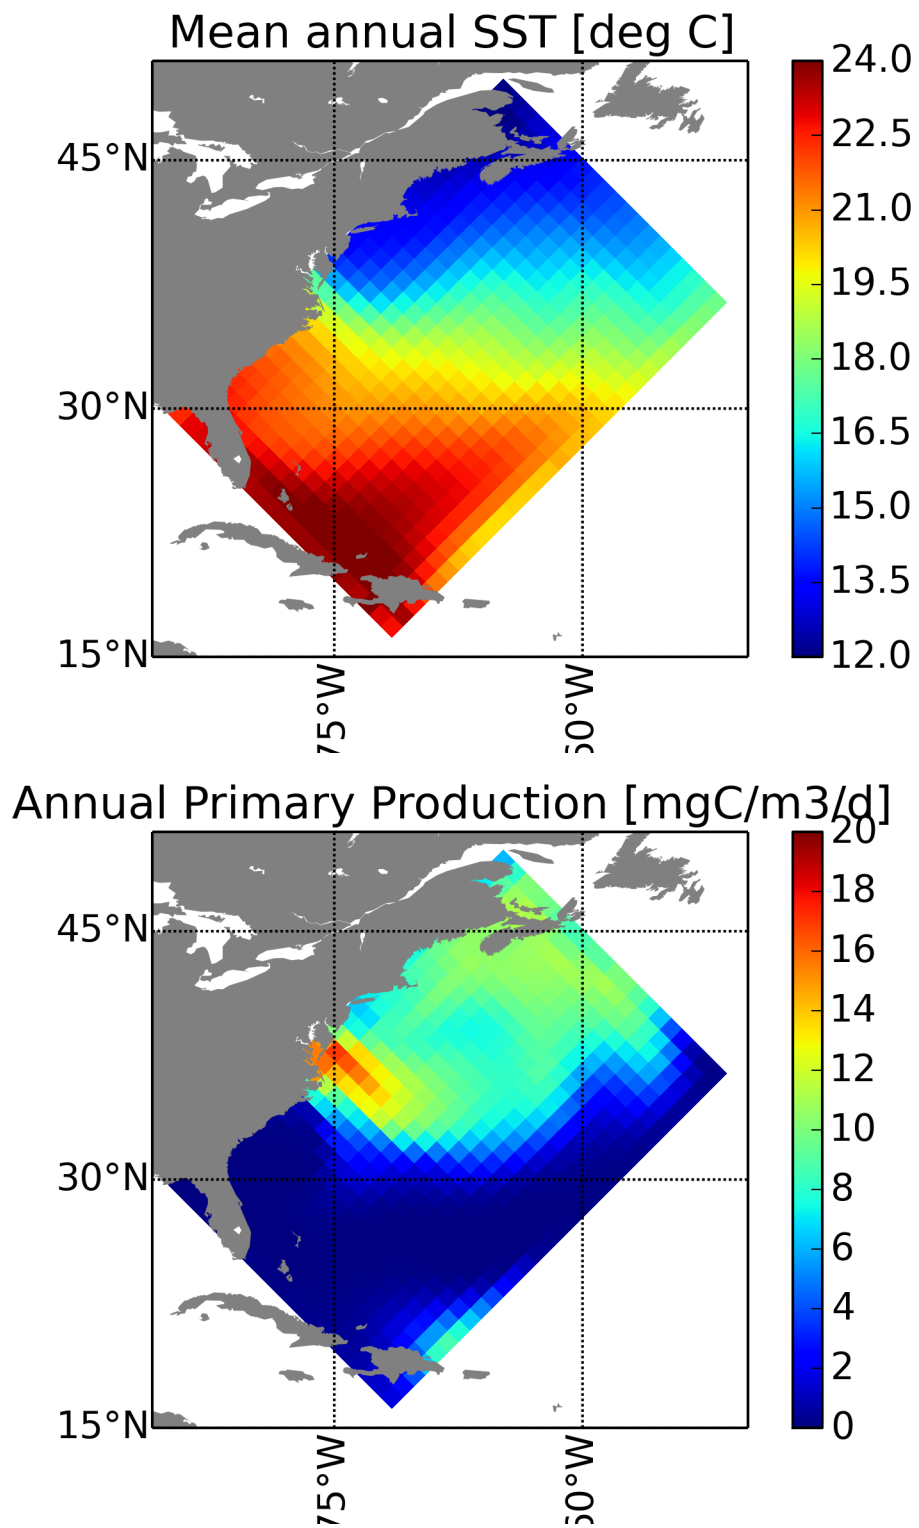 Mean annual SST [deg C]
45°N
30°N
15°N
75°W
60°W
24.0
22.5
21.0
19.5
18.0
16.5
15.0
13.5
12.0
Annual Primary Production [mgC/m3/d]
45°N
30°N
15°N
75°W
60°W
20
18
16
14
12
10
8
6
4
2
0